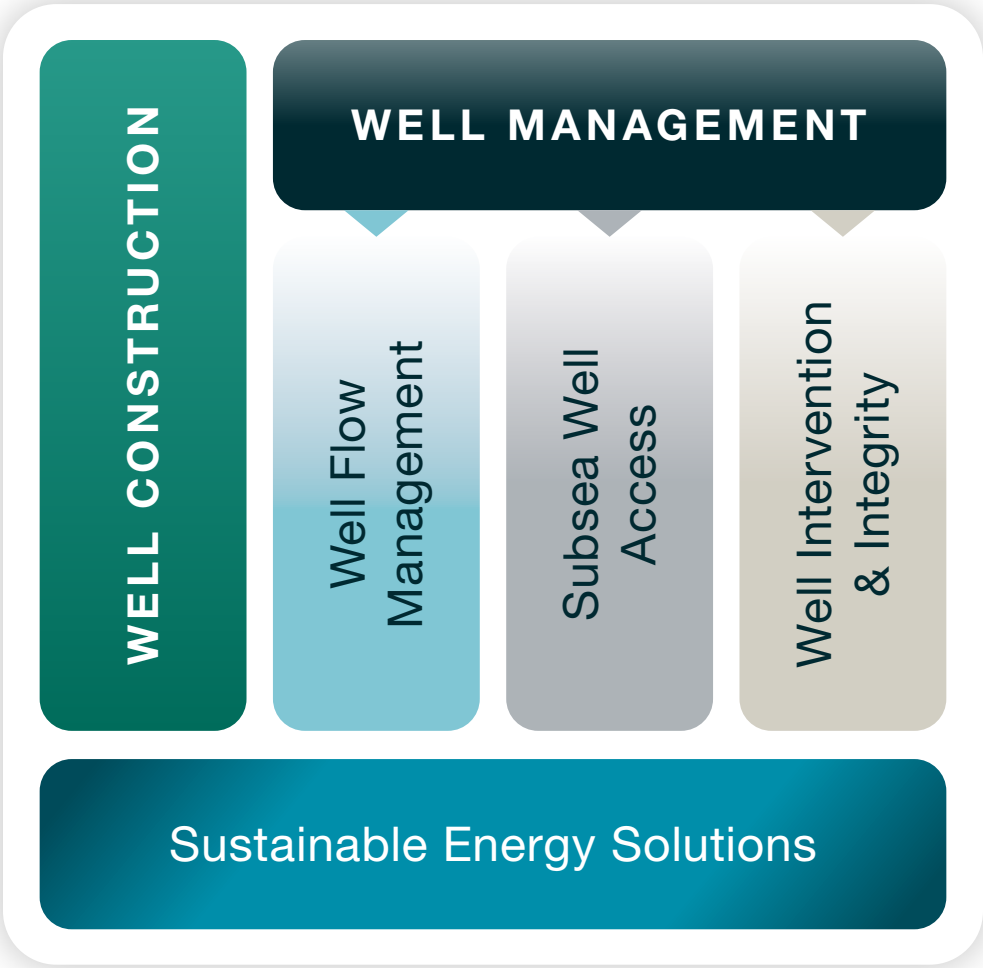 WELL CONSTRUCTION
WELL MANAGEMENT
Well Flow
Management
Subsea Well
Access
Well Intervention
& Integrity
Sustainable Energy Solutions